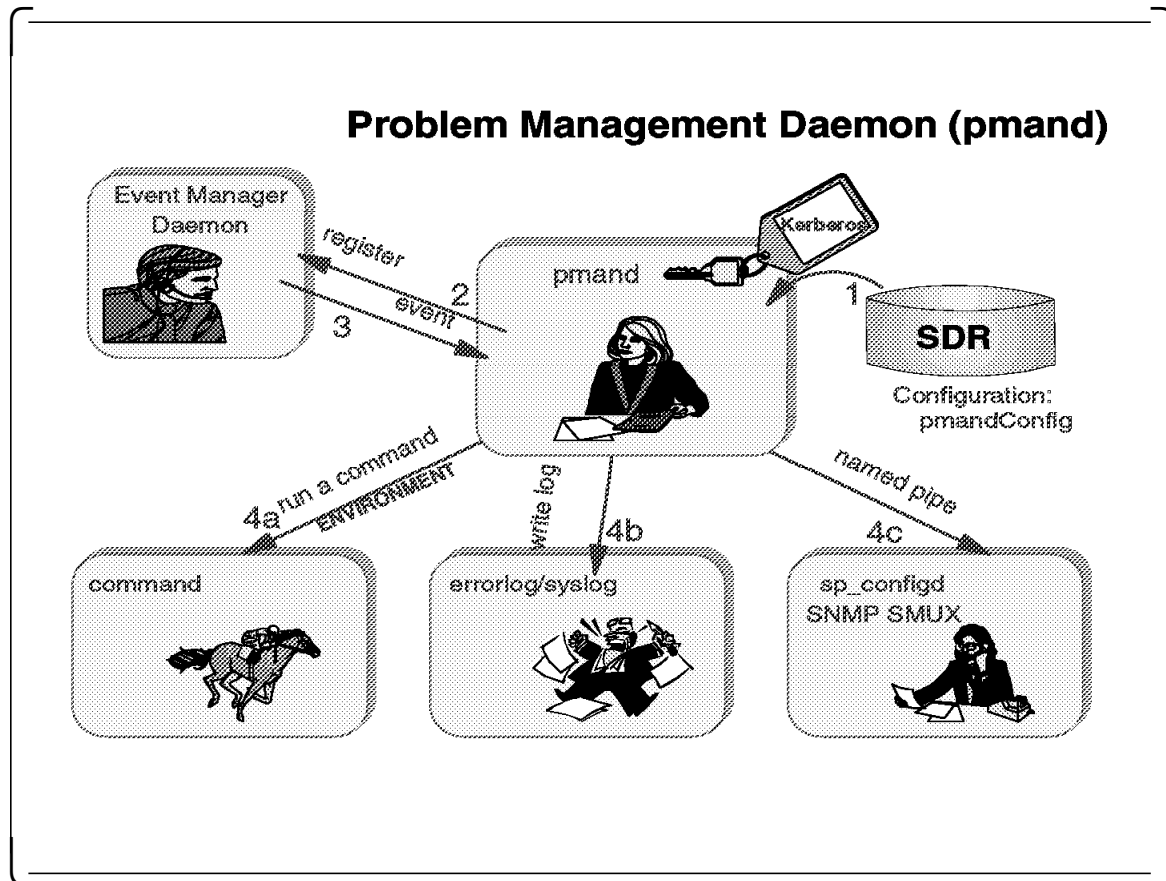 Problem Management Daemon (pmand)
Event Manager
Daemon
register
2
event
3
pmand
Kerberos
1
SDR
Configuration:
pmandConfig
4a
run a command
ENVIRONMENT
write log
4b
named pipe
4c
command
errorlog/syslog
sp_configd
SNMP SMUX